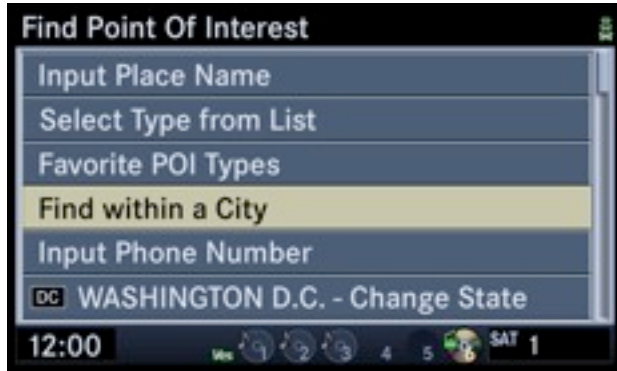 Find Point Of Interest
Input Place Name
Select Type from List
Favorite POI Types
Find within a City
Input Phone Number
DC WASHINGTON D.C. - Change State
12:00 Yes 1 2 3 4 5 6 SAT 1